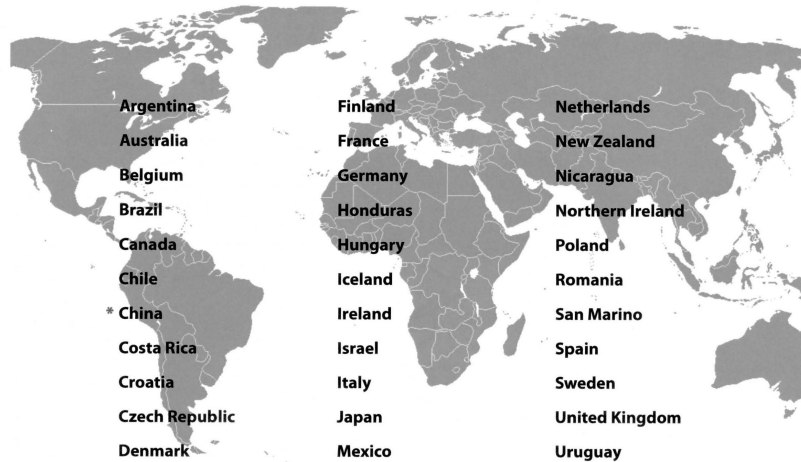 Argentina
Australia
Belgium
Brazil
Canada
Chile
* China
Costa Rica
Croatia
Czech Republic
Denmark
Finland
France
Germany
Honduras
Hungary
Iceland
Ireland
Israel
Italy
Japan
Mexico
Netherlands
New Zealand
Nicaragua
Northern Ireland
Poland
Romania
San Marino
Spain
Sweden
United Kingdom
Uruguay